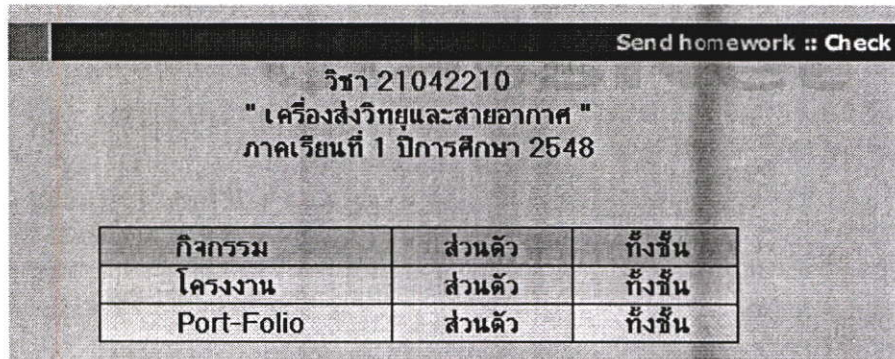 Send homework :: Check
วิชา 21042210
" เครื่องส่งวิทยุและสายอากาศ "
ภาคเรียนที่ 1 ปีการศึกษา 2548
กิจกรรม ส่วนตัว ทั้งชั้น
โครงงาน ส่วนตัว ทั้งชั้น
Port-Folio ส่วนตัว ทั้งชั้น